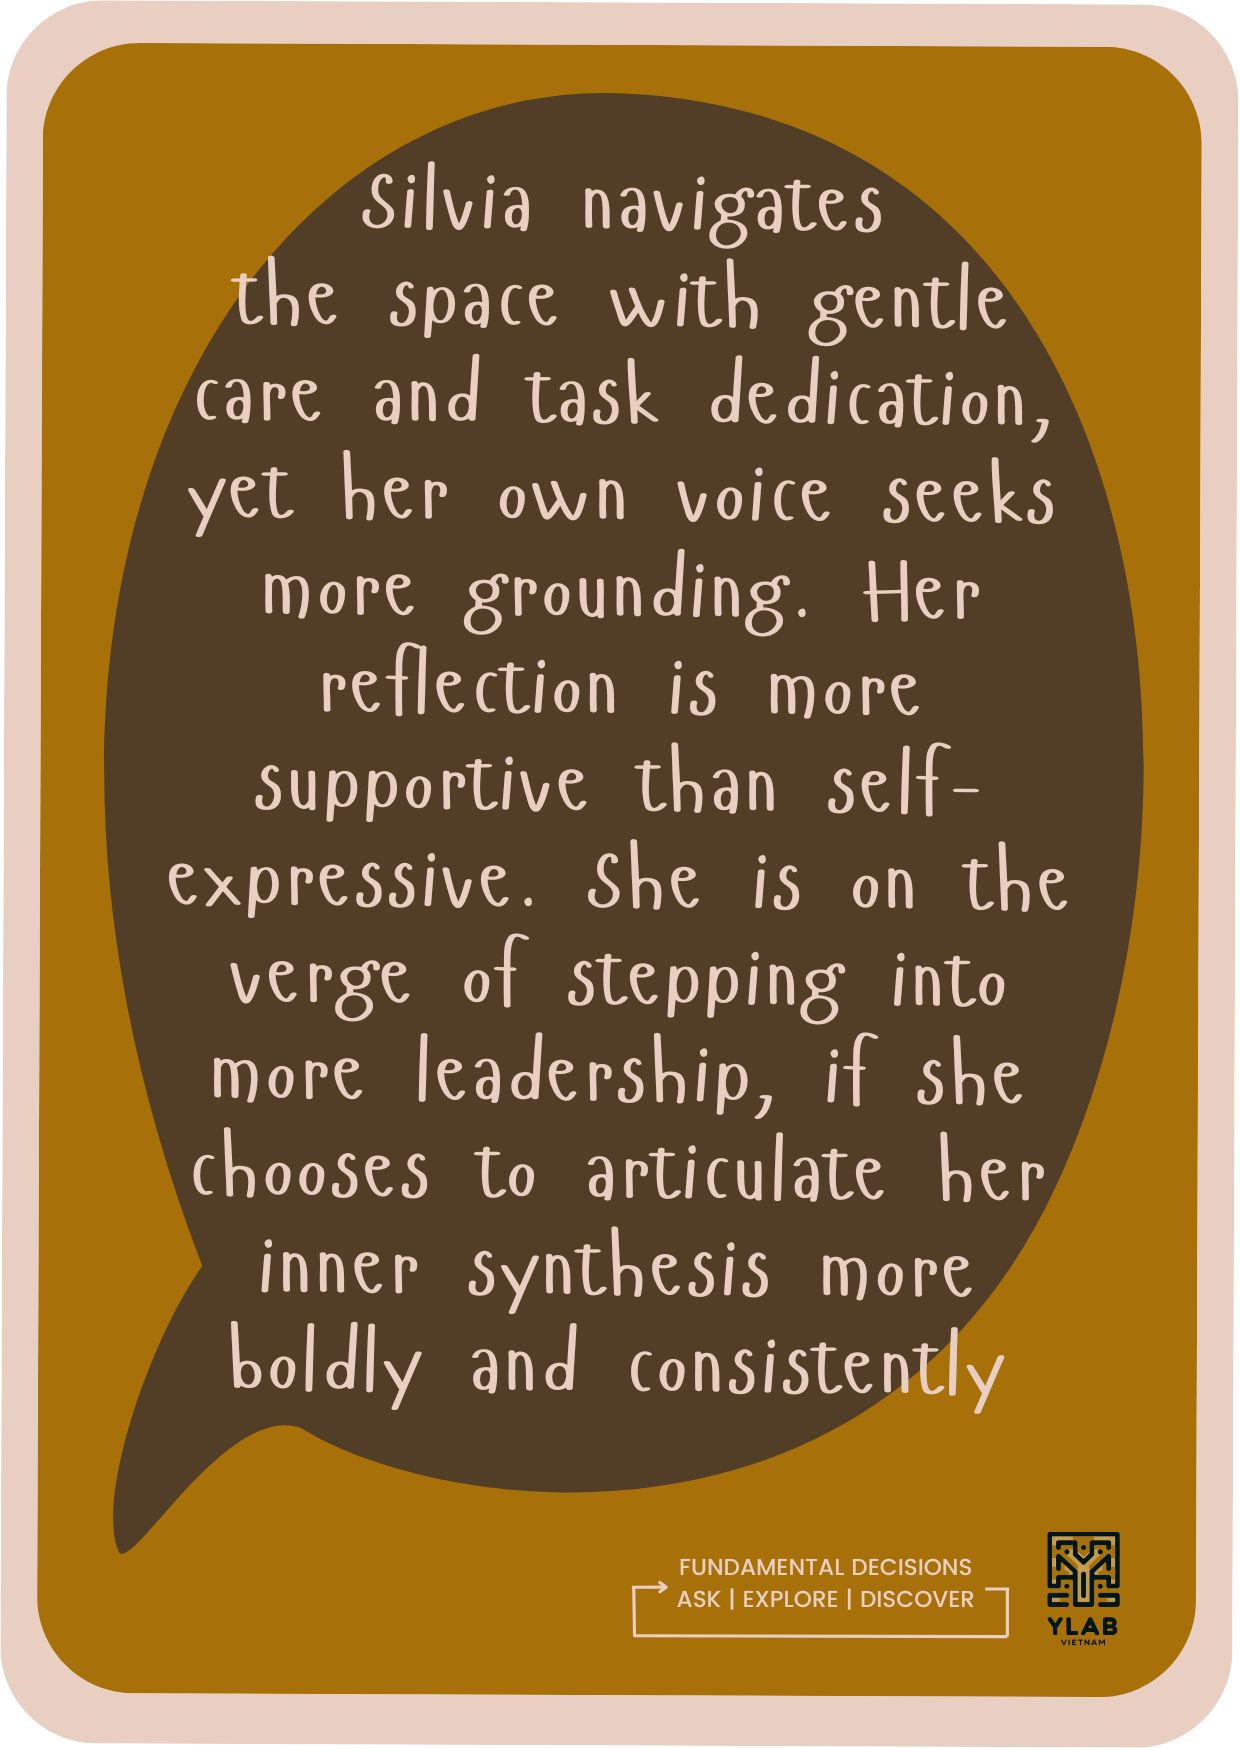 Silvia navigates
the space with gentle
care and task dedication,
yet her own voice seeks
more grounding. Her
reflection is more
supportive than self-
expressive. She is on the
verge of stepping into
more leadership, if she
chooses to articulate her
inner synthesis more
boldly and consistently
FUNDAMENTAL DECISIONS
ASK | EXPLORE | DISCOVER
YLAB
VIETNAM